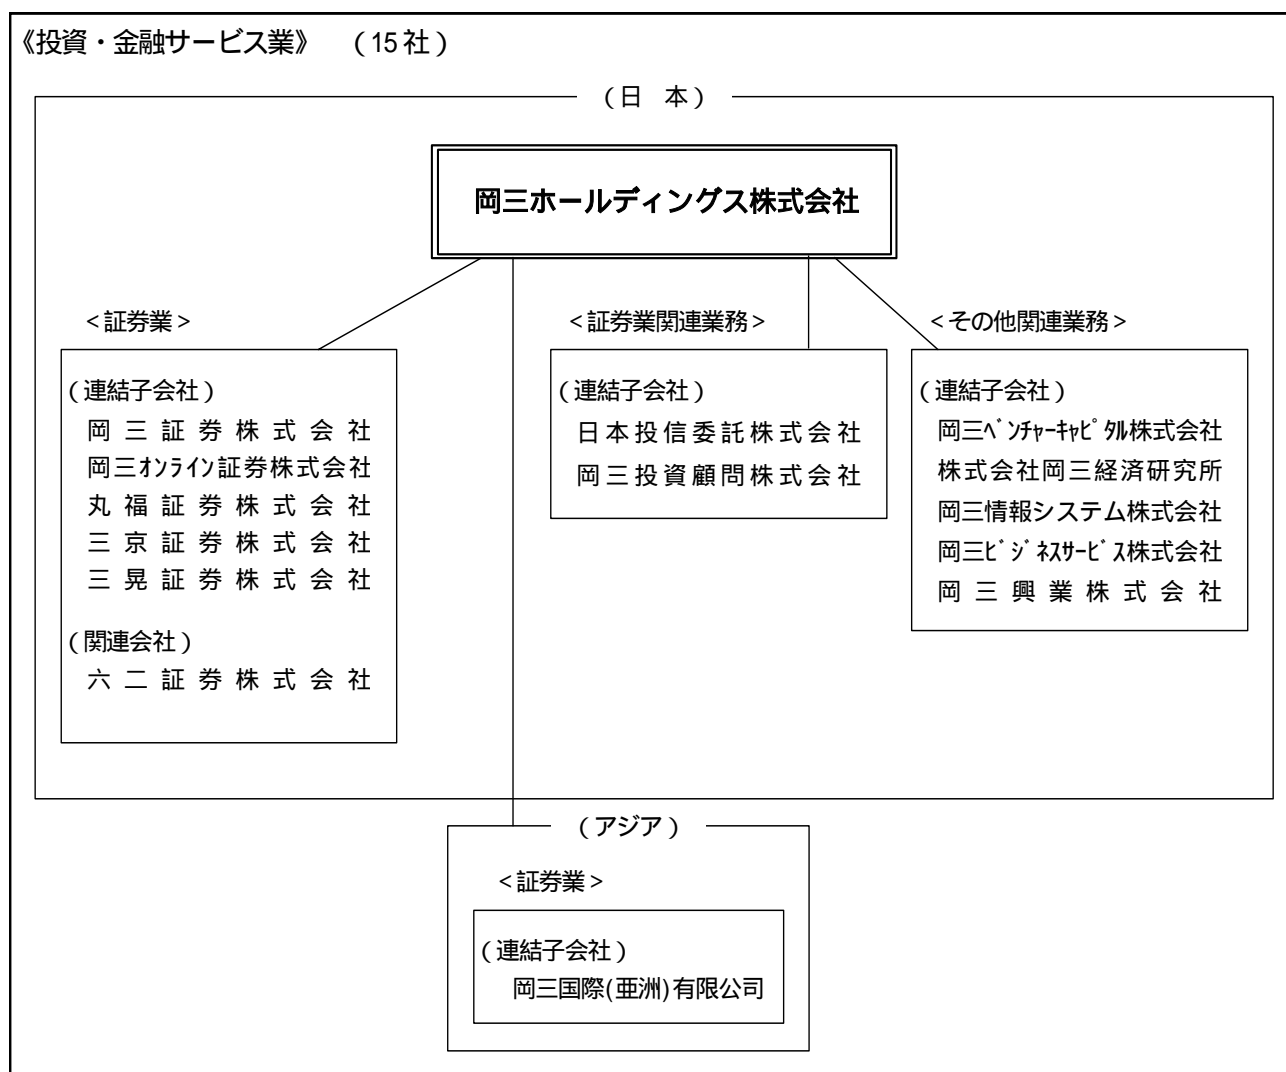 《投資・金融サービス業》 （15社）
（日 本）
岡三ホールディングス株式会社
<証券業>
（連結子会社）
岡三証券株式会社
岡三ｵﾝﾗｲﾝ証券株式会社
丸福証券株式会社
三京証券株式会社
三晃証券株式会社
（関連会社）
六二証券株式会社
<証券業関連業務>
（連結子会社）
日本投信委託株式会社
岡三投資顧問株式会社
<その他関連業務>
（連結子会社）
岡三ﾍﾞﾝﾁｬｰｷｬﾋﾟﾀﾙ株式会社
株式会社岡三経済研究所
岡三情報システム株式会社
岡三ﾋﾞｼﾞﾈｽｻｰﾋﾞｽ株式会社
岡三興業株式会社
（アジア）
<証券業>
（連結子会社）
岡三国際(亜洲)有限公司